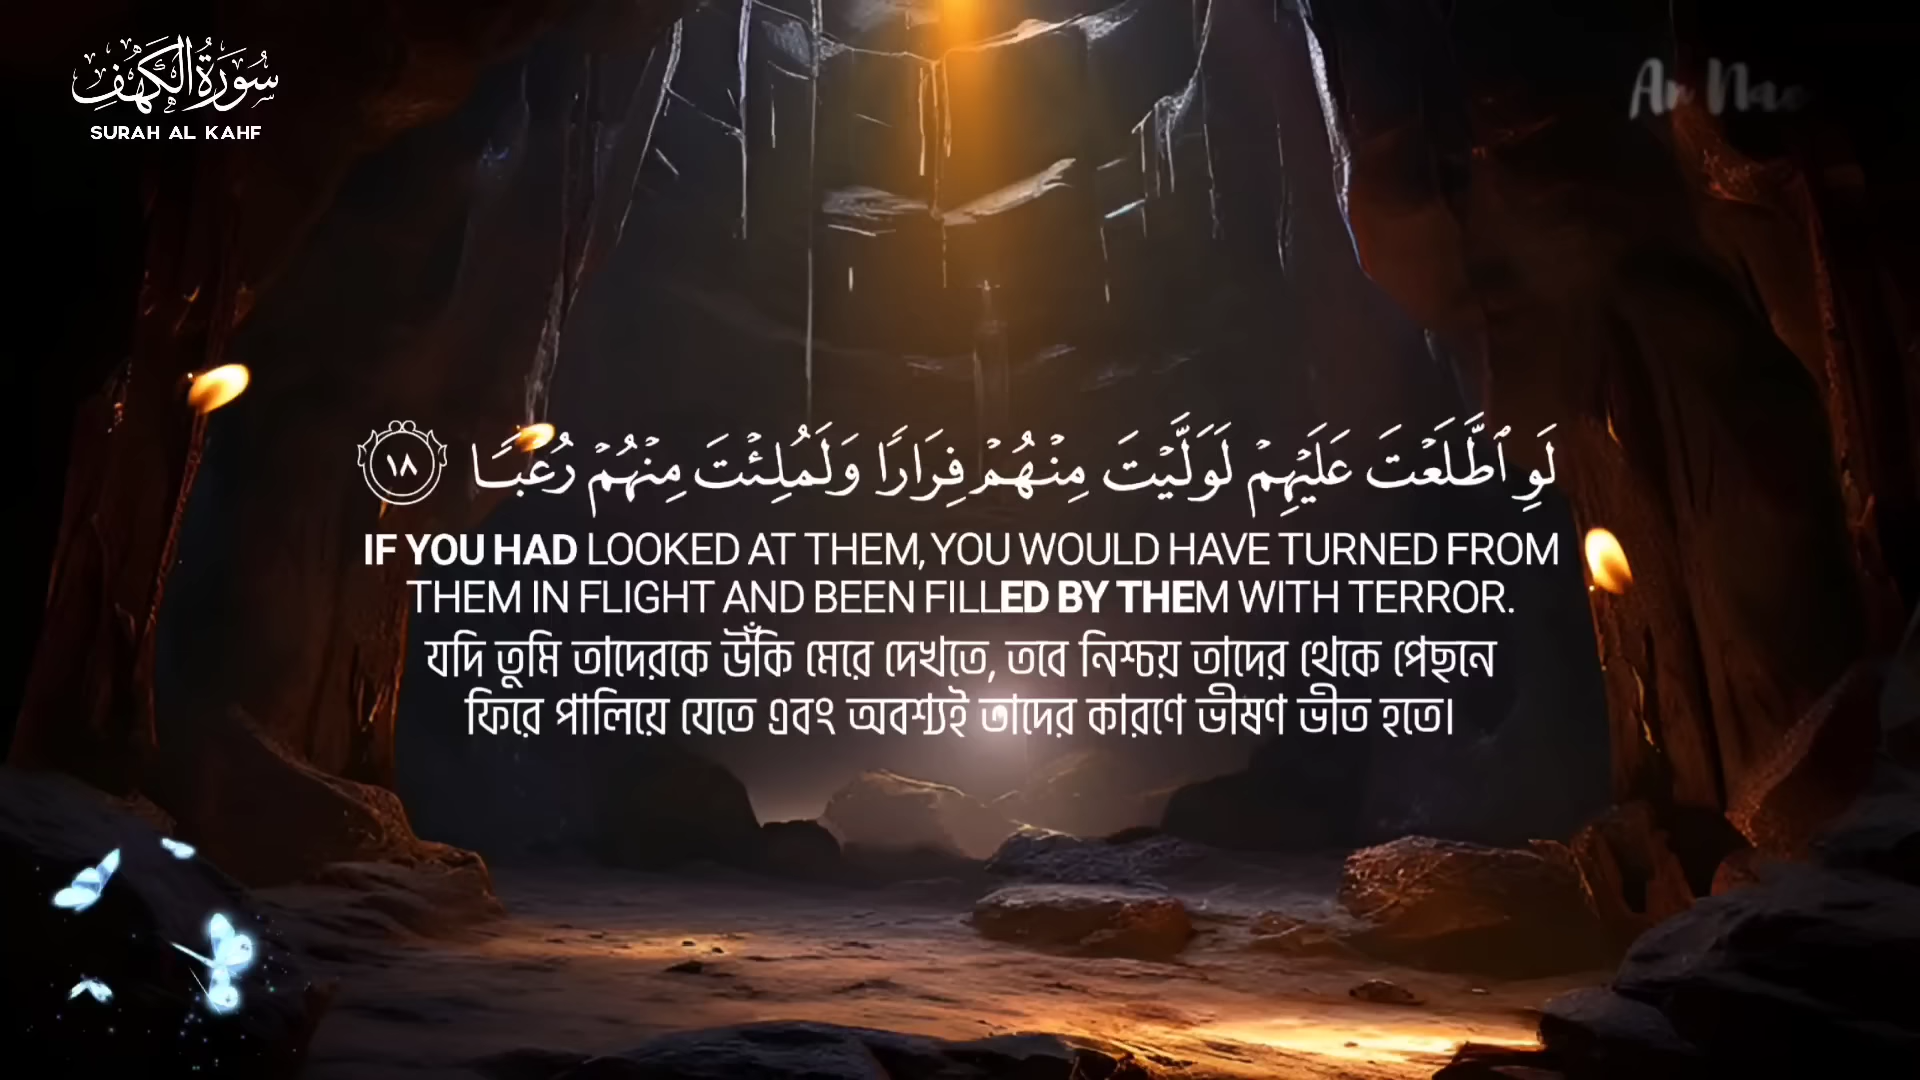 سُورَةُ الكَهْفِ
SURAH AL KAHF
لَوِ ٱطَّلَعْتَ عَلَيْهِمْ لَوَلَّيْتَ مِنْهُمْ فِرَارًا وَلَمُلِئْتَ مِنْهُمْ رُعْبًا ١٨
IF YOU HAD LOOKED AT THEM, YOU WOULD HAVE TURNED FROM
THEM IN FLIGHT AND BEEN FILLED BY THEM WITH TERROR.
যদি তুমি তাদেরকে উঁকি মেরে দেখতে, তবে নিশ্চয় তাদের থেকে পেছনে
ফিরে পালিয়ে যেতে এবং অবশ্যই তাদের কারণে ভীষণ ভীত হতে।